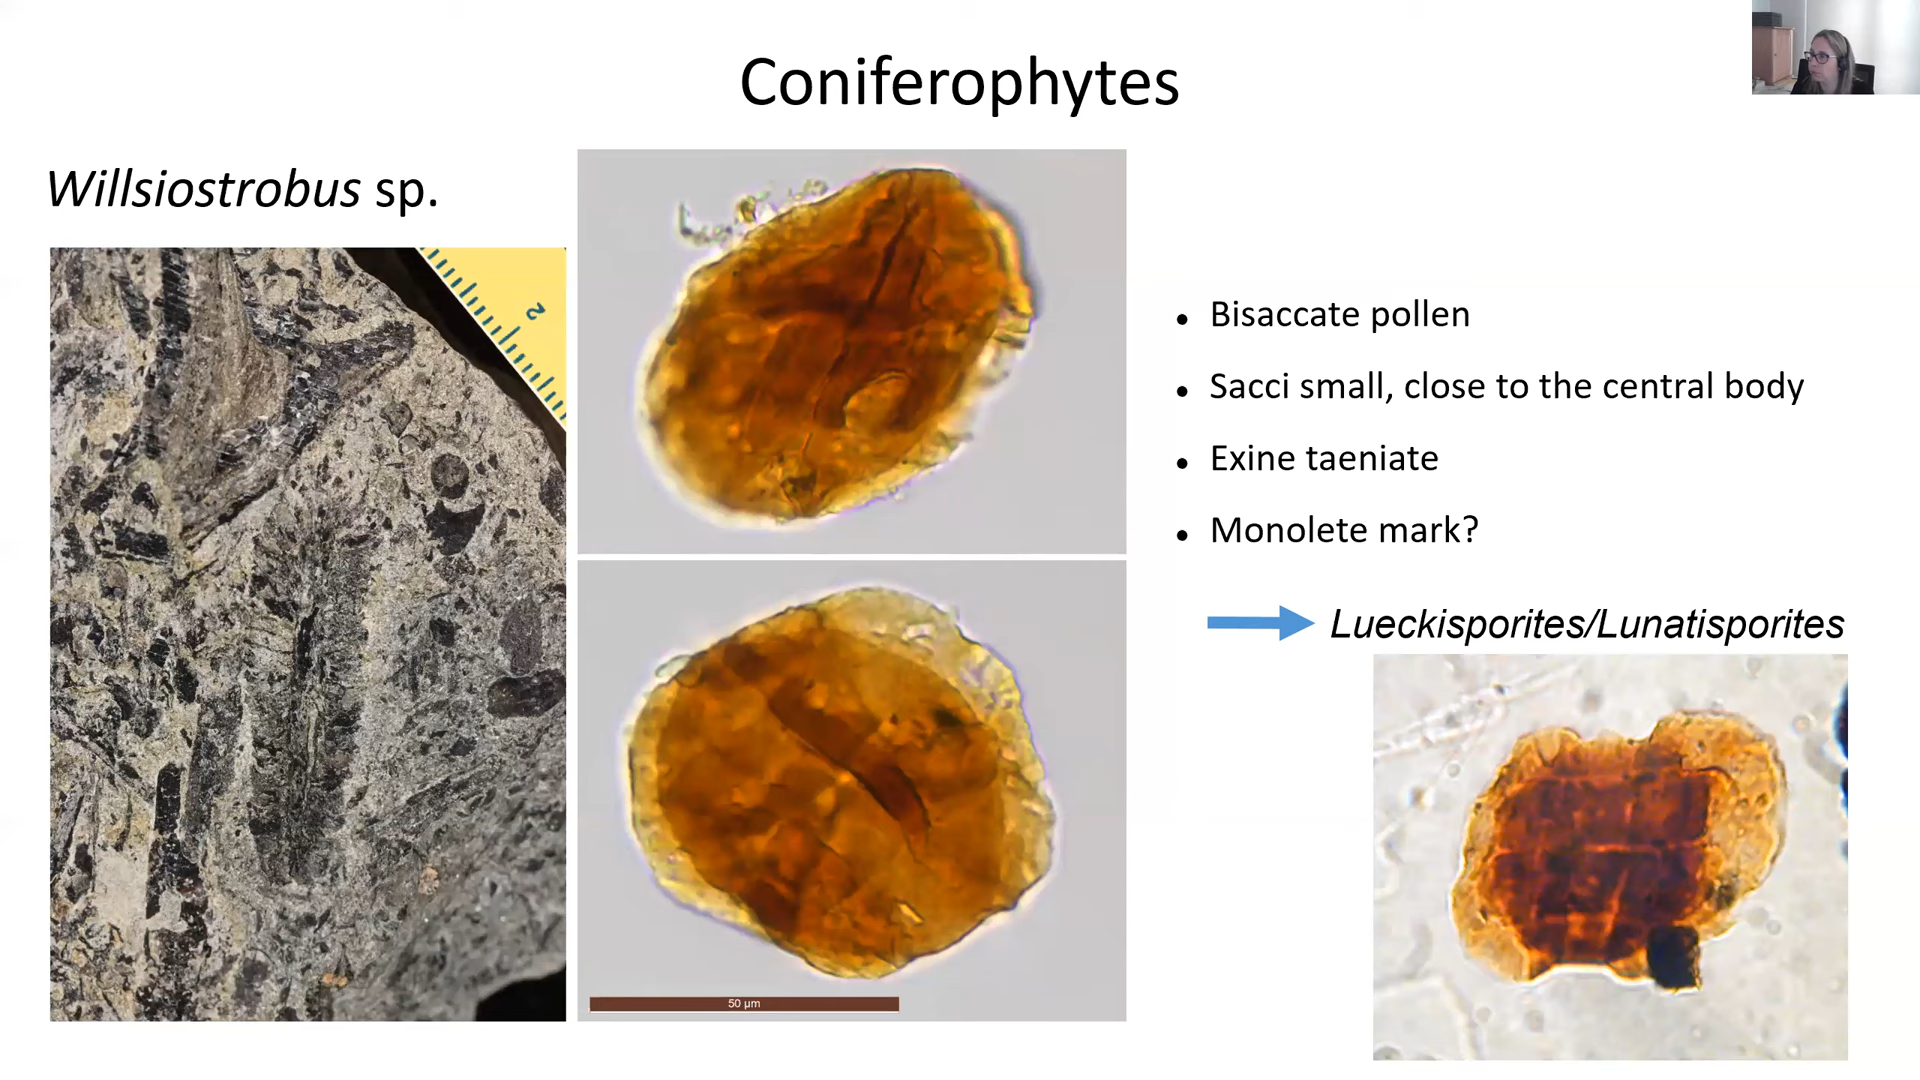 Coniferophytes
Willsiostrobus sp.
2
Bisaccate pollen
Sacci small, close to the central body
Exine taeniate
Monolete mark?
Lueckisporites/Lunatisporites
50 µm